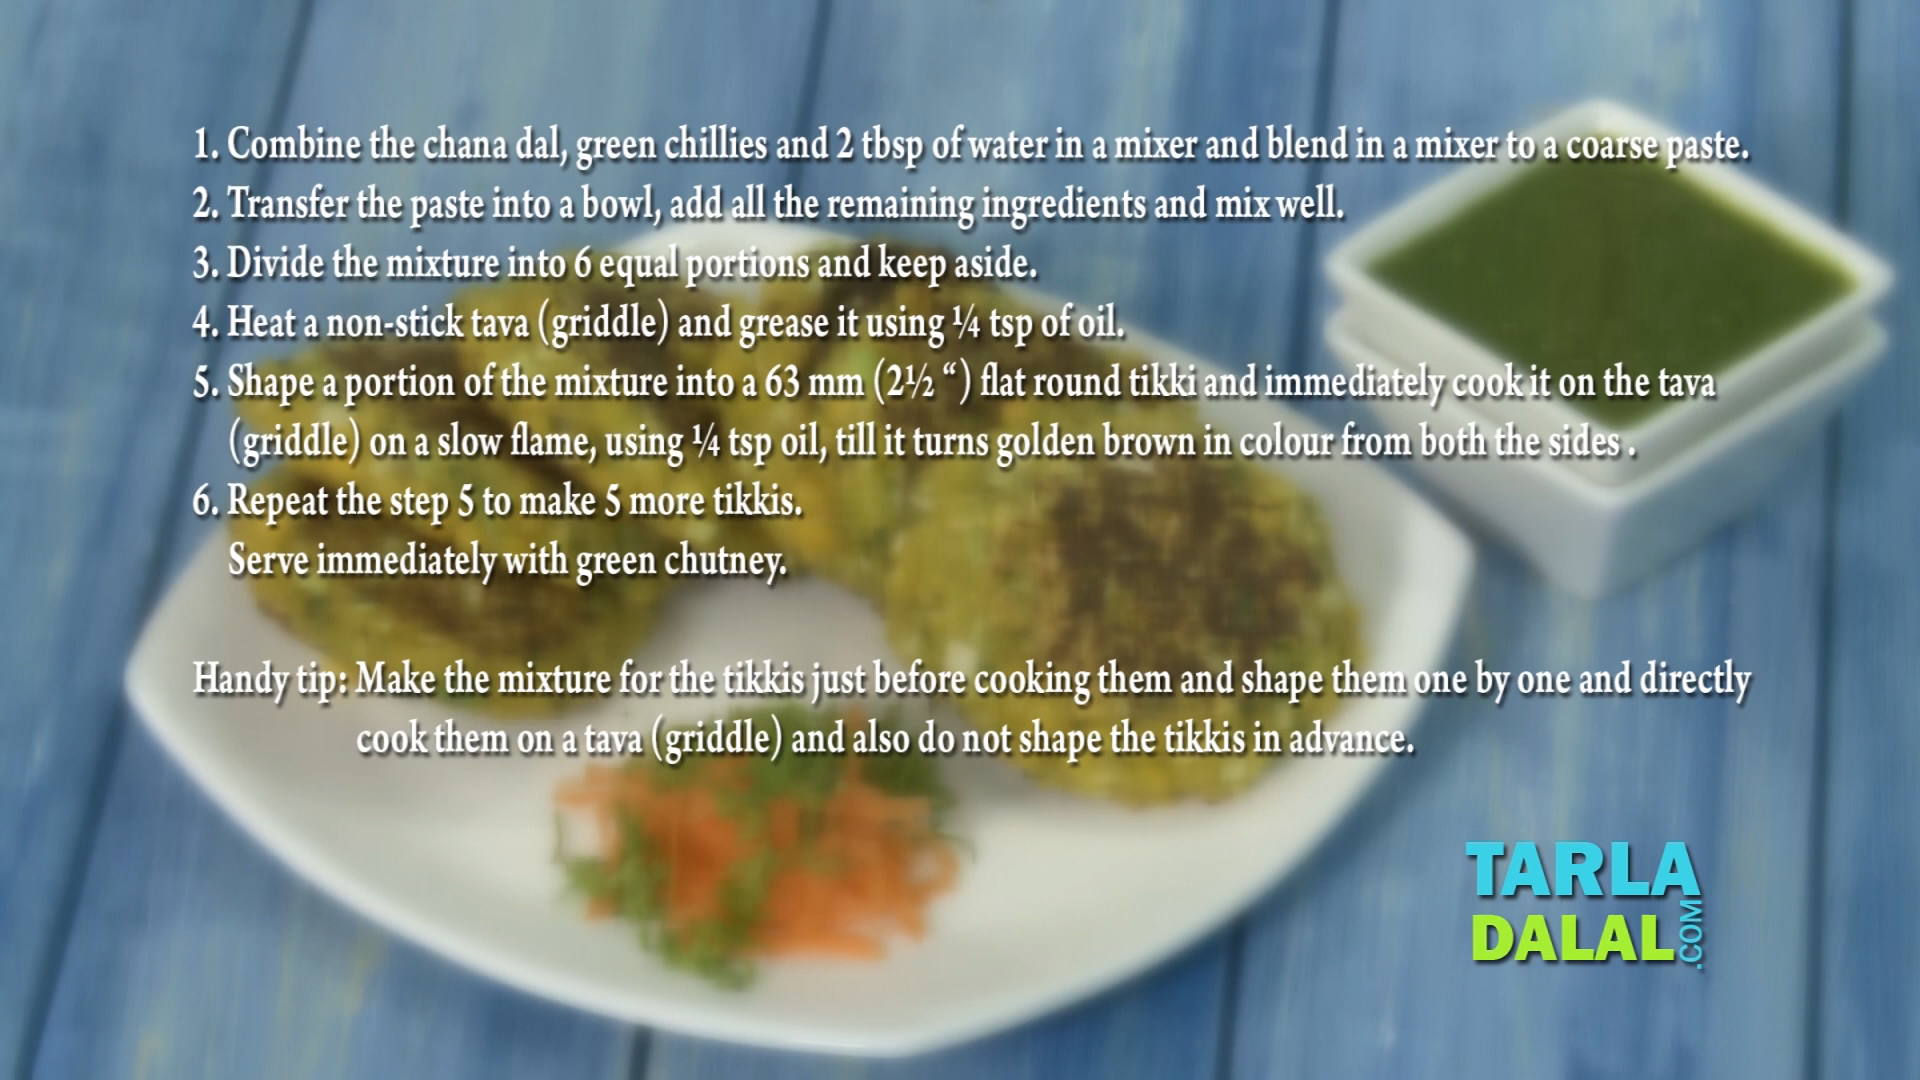 1. Combine the chana dal, green chillies and 2 tbsp of water in a mixer and blend in a mixer to a coarse paste.
2. Transfer the paste into a bowl, add all the remaining ingredients and mix well.
3. Divide the mixture into 6 equal portions and keep aside.
4. Heat a non-stick tava (griddle) and grease it using ¼ tsp of oil.
5. Shape a portion of the mixture into a 63 mm (2½ “) flat round tikki and immediately cook it on the tava
(griddle) on a slow flame, using ¼ tsp oil, till it turns golden brown in colour from both the sides .
6. Repeat the step 5 to make 5 more tikkis.
Serve immediately with green chutney.
Handy tip: Make the mixture for the tikkis just before cooking them and shape them one by one and directly
cook them on a tava (griddle) and also do not shape the tikkis in advance.
TARLA
DALAL
.COM